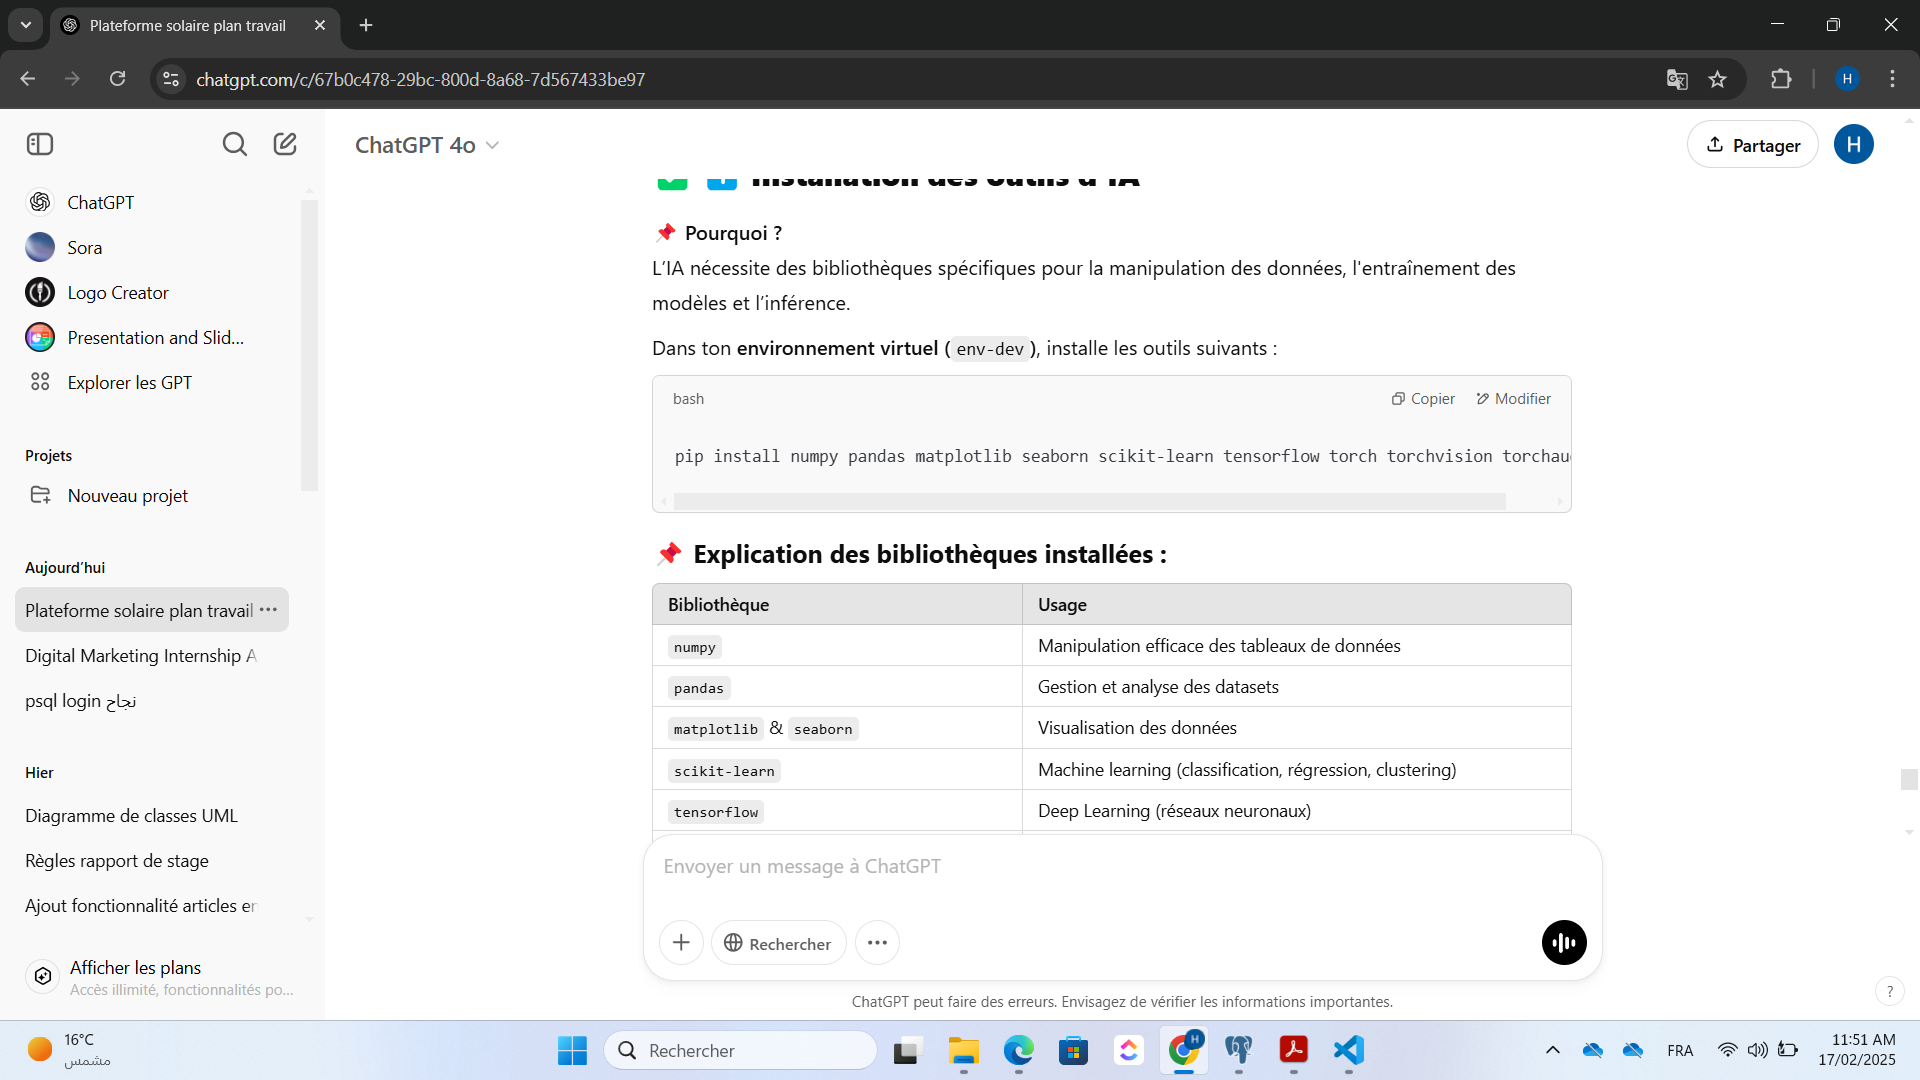 Plateforme solaire plan travail
chatgpt.com/c/67b0c478-29bc-800d-8a68-7d567433be97
H
ChatGPT 4o
Partager
H
ChatGPT
Sora
Logo Creator
Presentation and Slid...
Explorer les GPT
Projets
Nouveau projet
Aujourd'hui
Plateforme solaire plan travail
Digital Marketing Internship A
psql login نجاح
Hier
Diagramme de classes UML
Règles rapport de stage
Ajout fonctionnalité articles en
Afficher les plans
Accès illimité, fonctionnalités po...
Installation des outils d'IA
Pourquoi ?
L'IA nécessite des bibliothèques spécifiques pour la manipulation des données, l'entraînement des
modèles et l'inférence.
Dans ton environnement virtuel ( env-dev ), installe les outils suivants :
bash
Copier
Modifier
pip install numpy pandas matplotlib seaborn scikit-learn tensorflow torch torchvision torchau
Explication des bibliothèques installées :
Bibliothèque Usage
numpy Manipulation efficace des tableaux de données
pandas Gestion et analyse des datasets
matplotlib & seaborn Visualisation des données
scikit-learn Machine learning (classification, régression, clustering)
tensorflow Deep Learning (réseaux neuronaux)
Envoyer un message à ChatGPT
Rechercher
ChatGPT peut faire des erreurs. Envisagez de vérifier les informations importantes.
?
16°C
مشمس
Rechercher
H
FRA
11:51 AM
17/02/2025